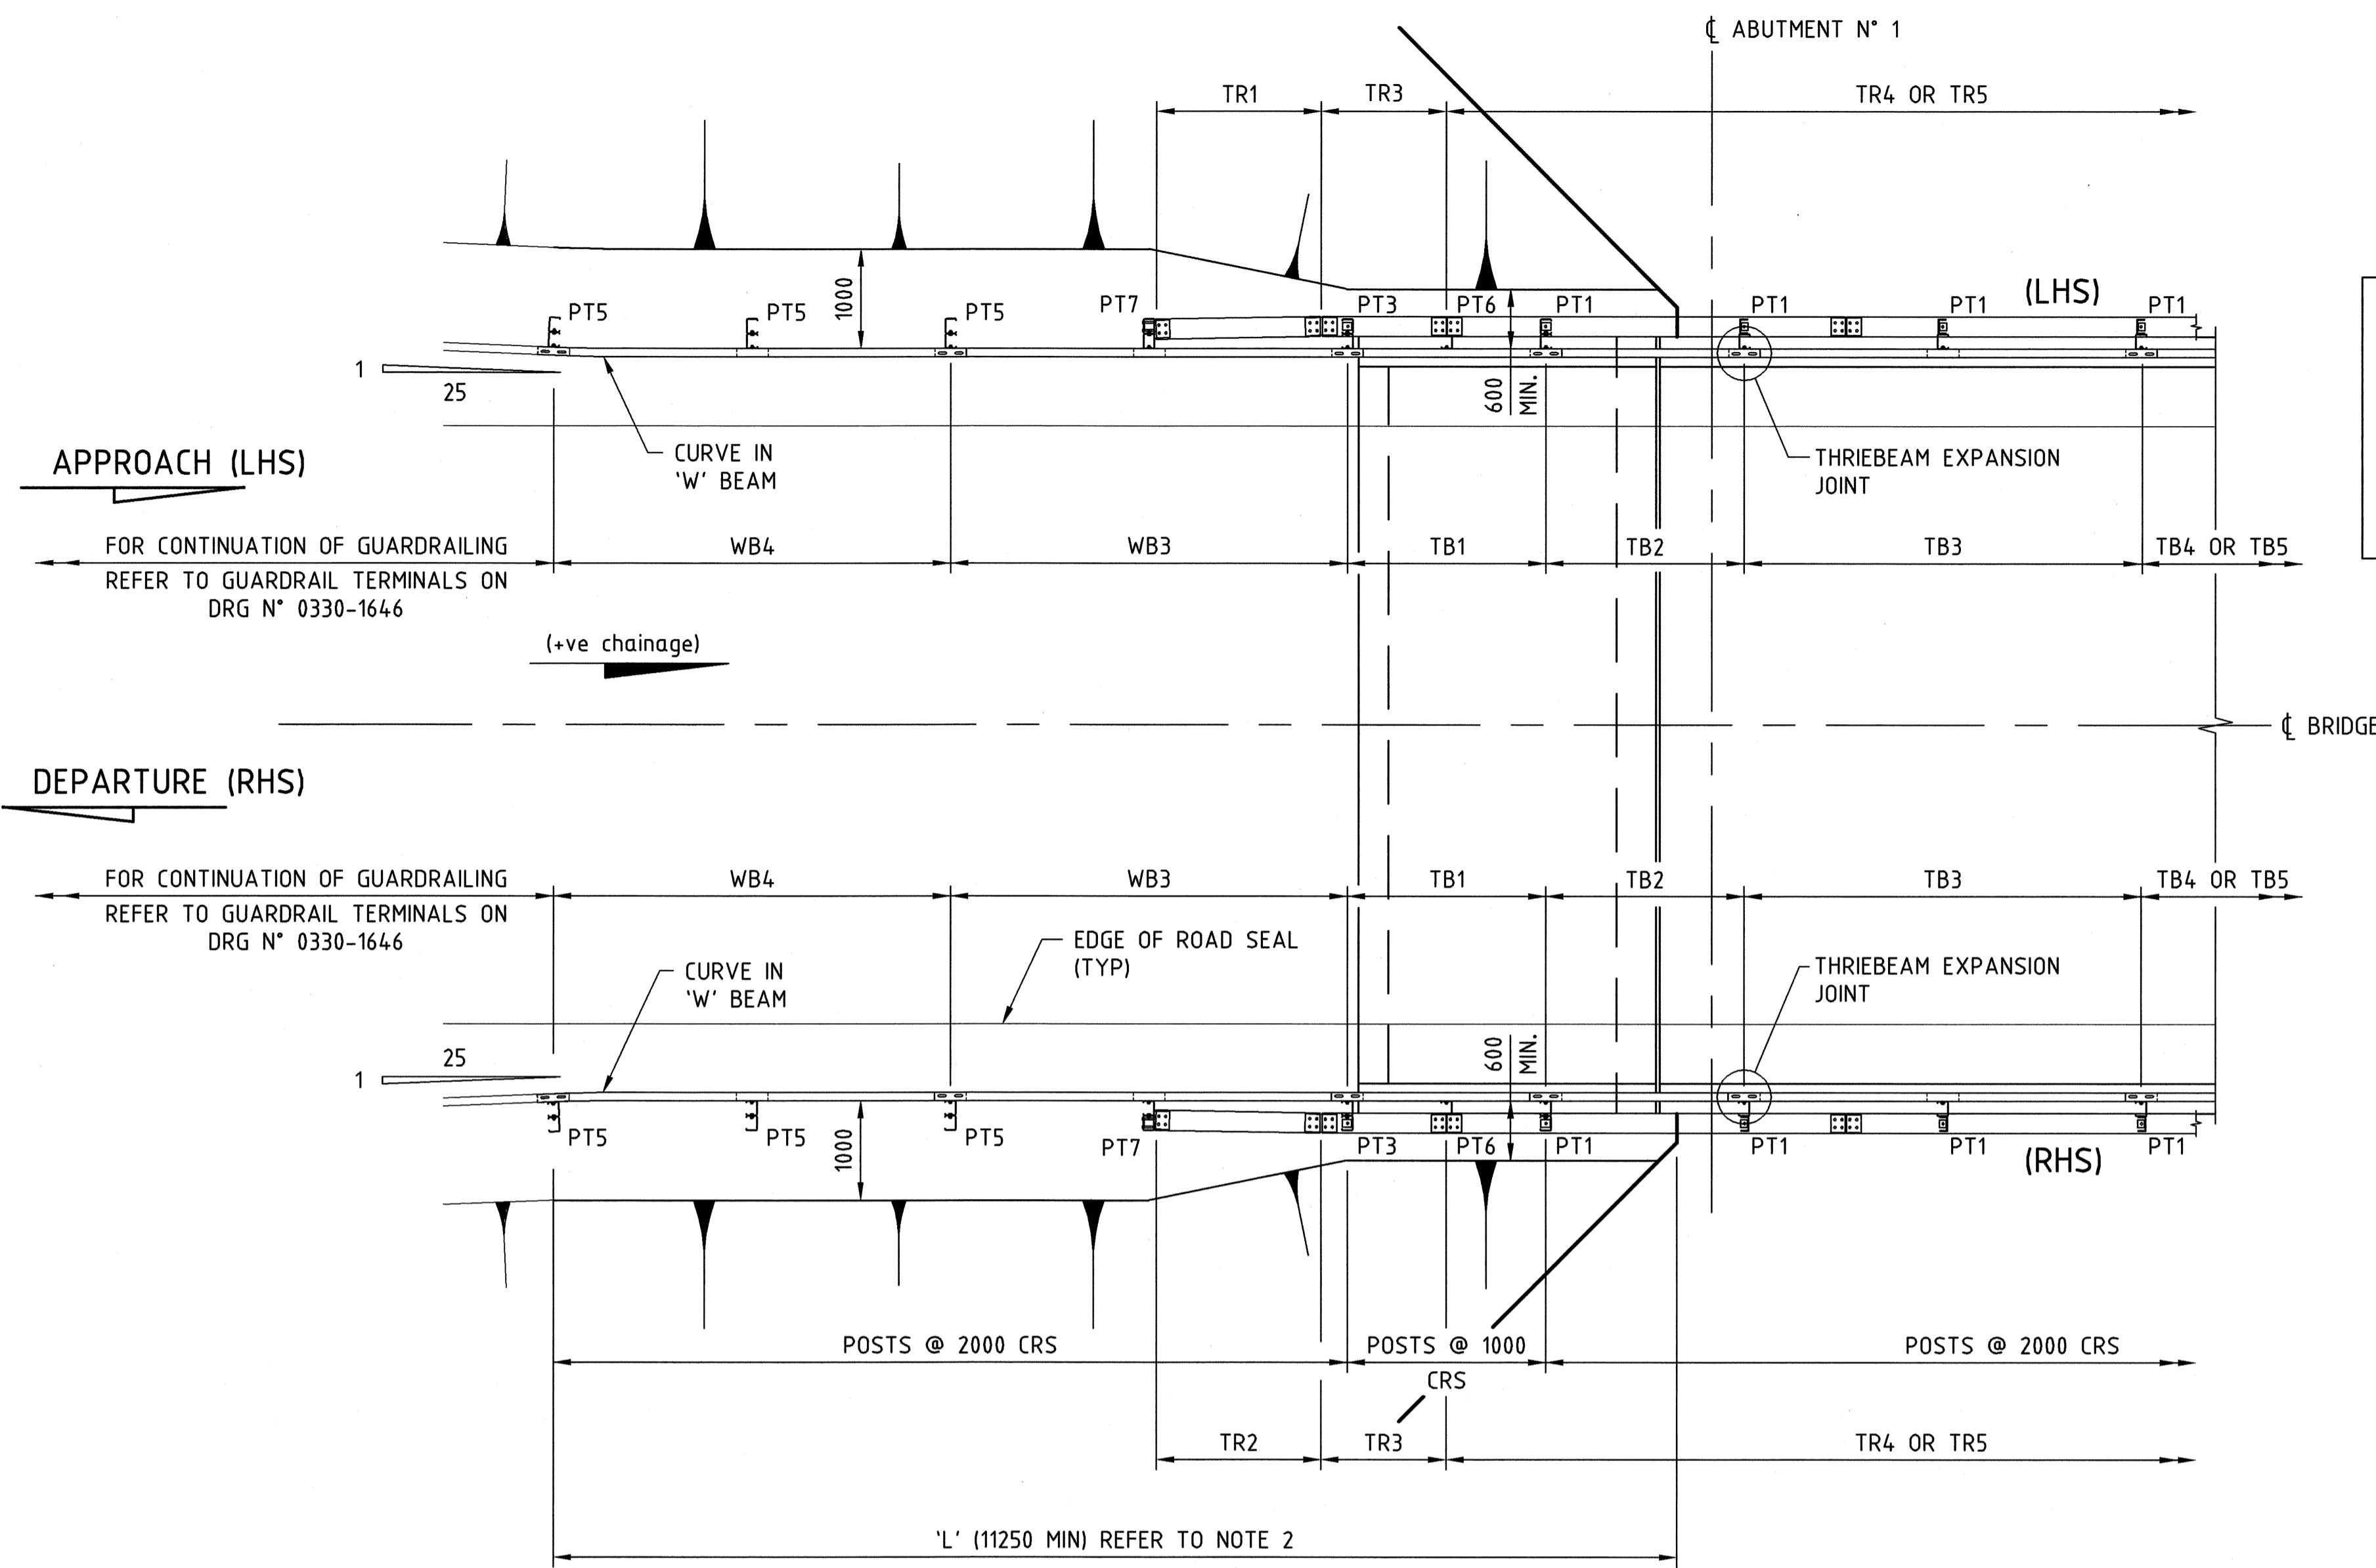 ℄ ABUTMENT N° 1
TR1
TR3
TR4 OR TR5
1000
PT5
PT5
PT5
PT7
PT3
PT6
PT1
PT1
PT1
PT1
(LHS)
1
25
600
MIN.
CURVE IN
'W' BEAM
THRIEBEAM EXPANSION
JOINT
APPROACH (LHS)
FOR CONTINUATION OF GUARDRAILING
REFER TO GUARDRAIL TERMINALS ON
DRG N° 0330-1646
WB4
WB3
TB1
TB2
TB3
TB4 OR TB5
(+ve chainage)
℄ BRIDGE
DEPARTURE (RHS)
FOR CONTINUATION OF GUARDRAILING
REFER TO GUARDRAIL TERMINALS ON
DRG N° 0330-1646
WB4
WB3
TB1
TB2
TB3
TB4 OR TB5
EDGE OF ROAD SEAL
(TYP)
CURVE IN
'W' BEAM
THRIEBEAM EXPANSION
JOINT
25
1
600
MIN.
1000
PT5
PT5
PT5
PT7
PT3
PT6
PT1
PT1
PT1
PT1
(RHS)
POSTS @ 2000 CRS
POSTS @ 1000
CRS
POSTS @ 2000 CRS
TR2
TR3
TR4 OR TR5
'L' (11250 MIN) REFER TO NOTE 2